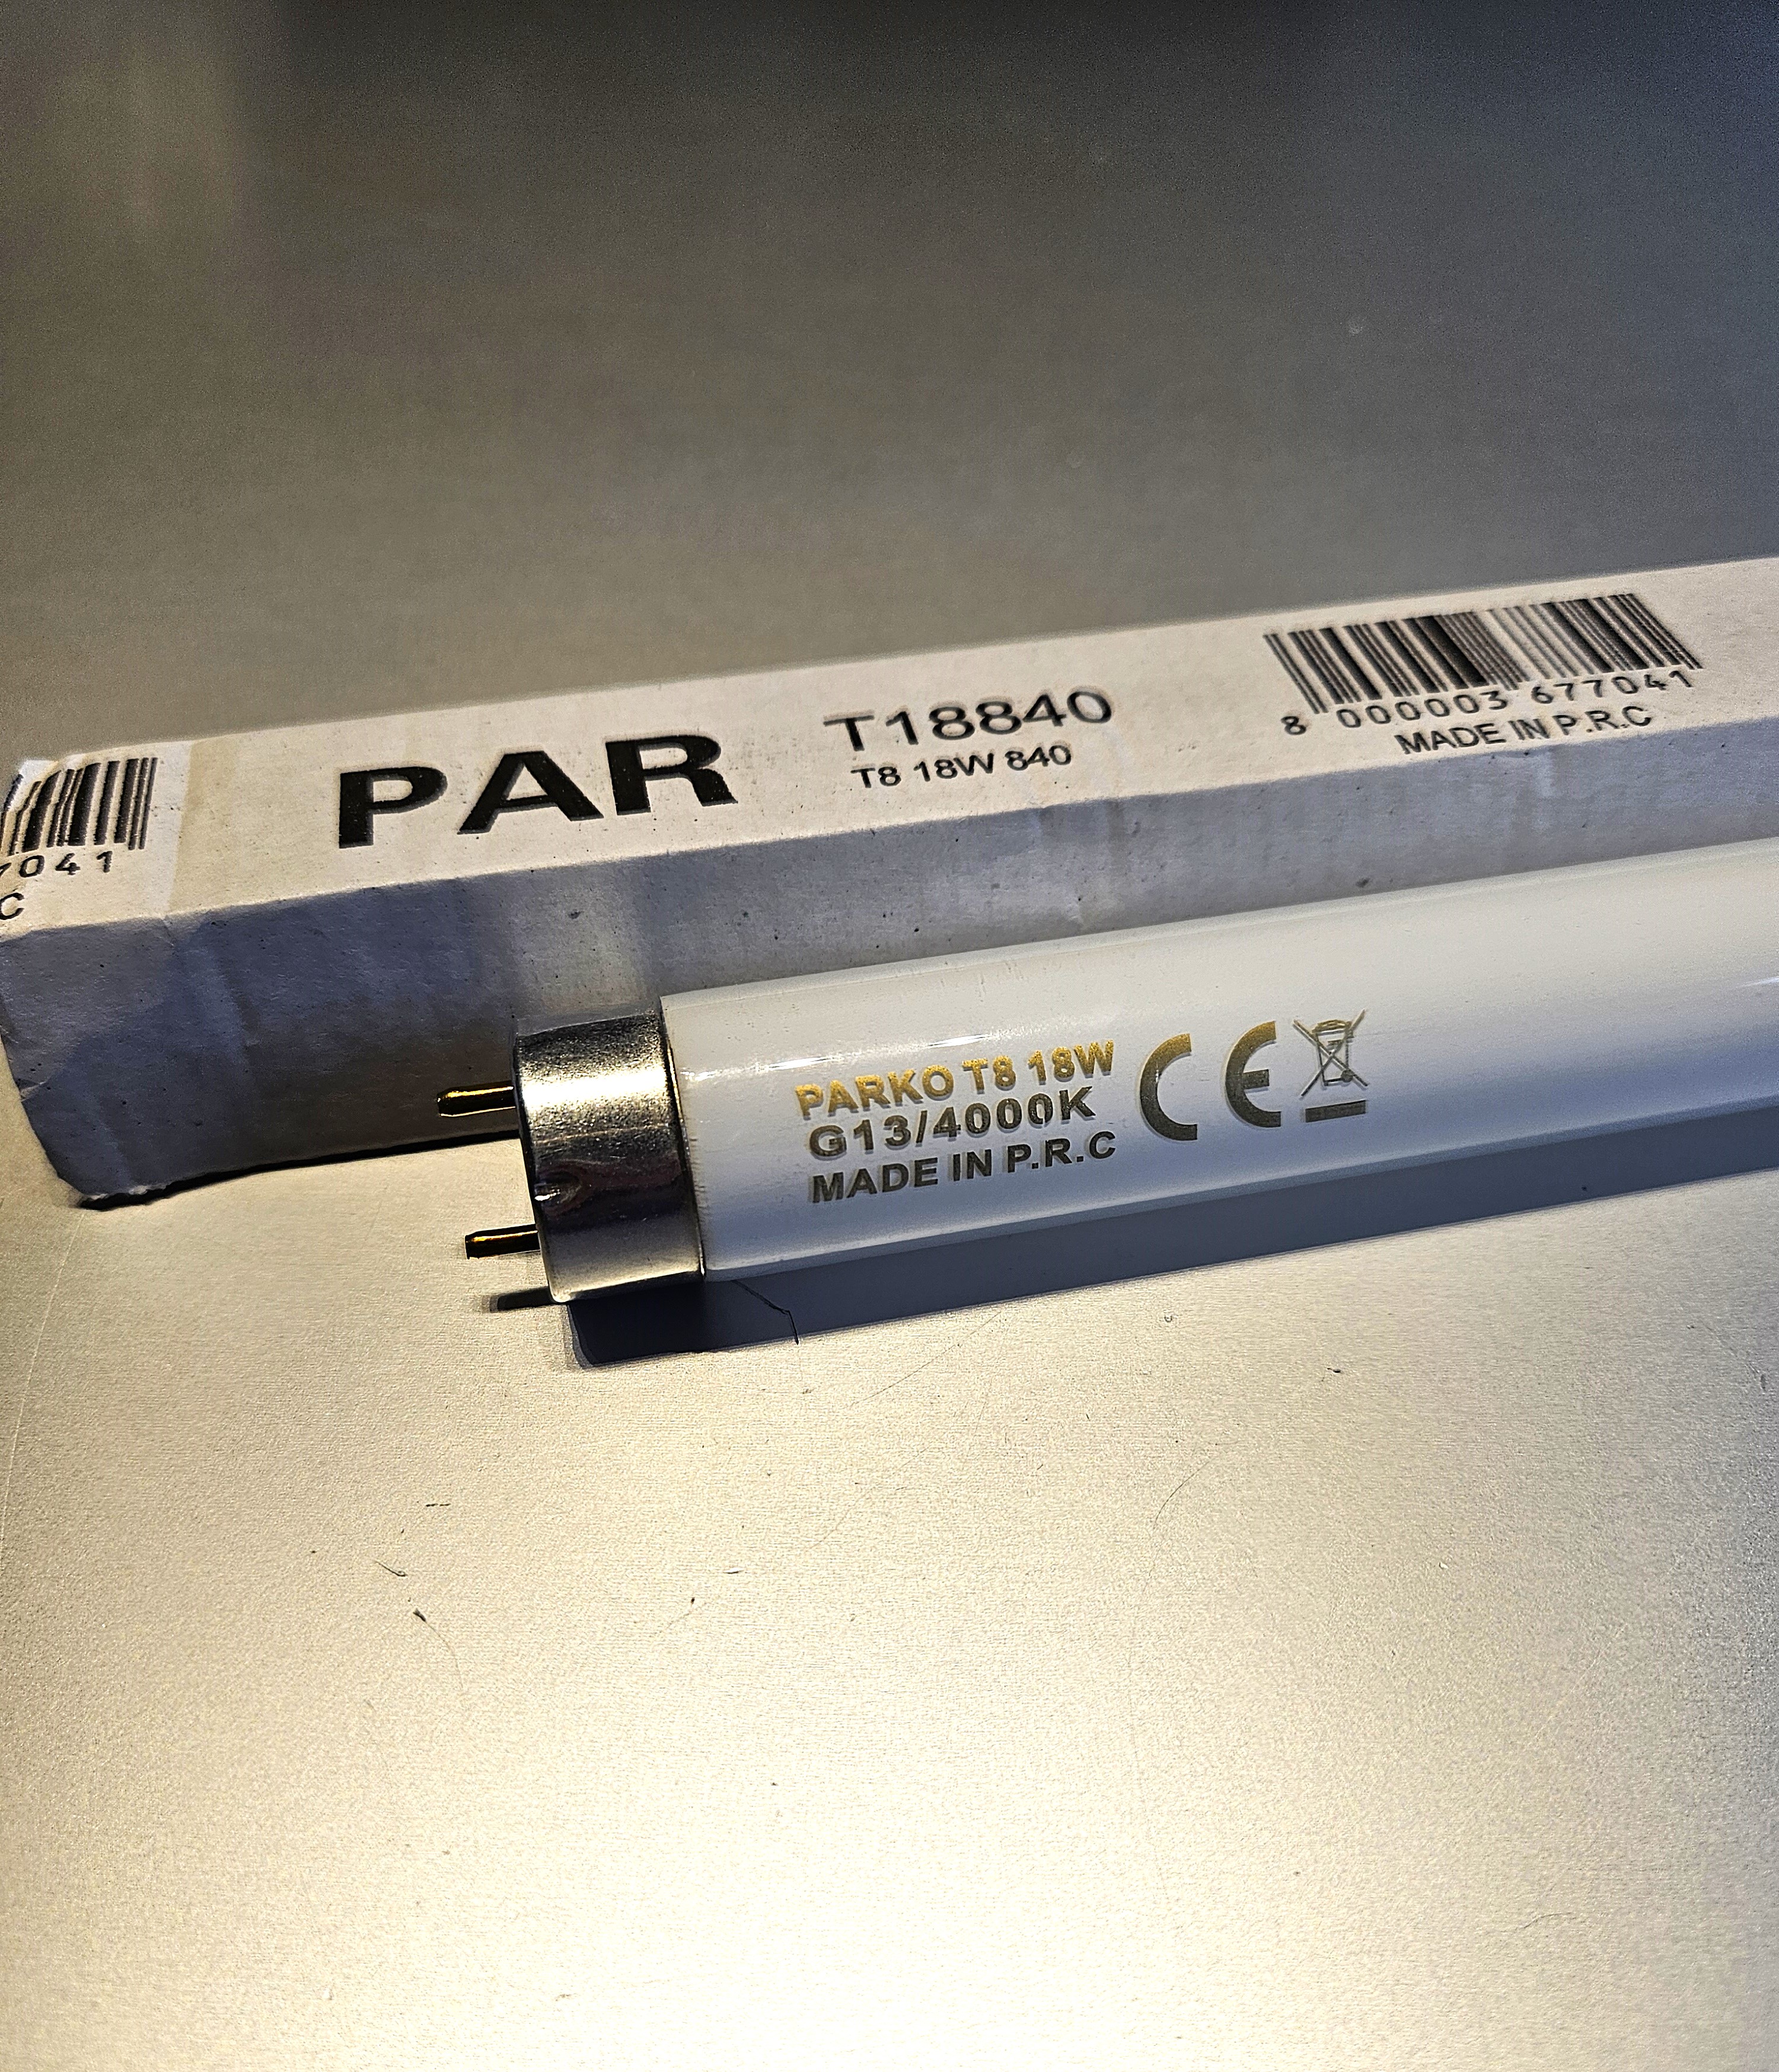 PAR
T18840
T8 18W 840
8 000003 677041
MADE IN P.R.C
7041
C
PARKO T8 18W
G13/4000K
MADE IN P.R.C
CE